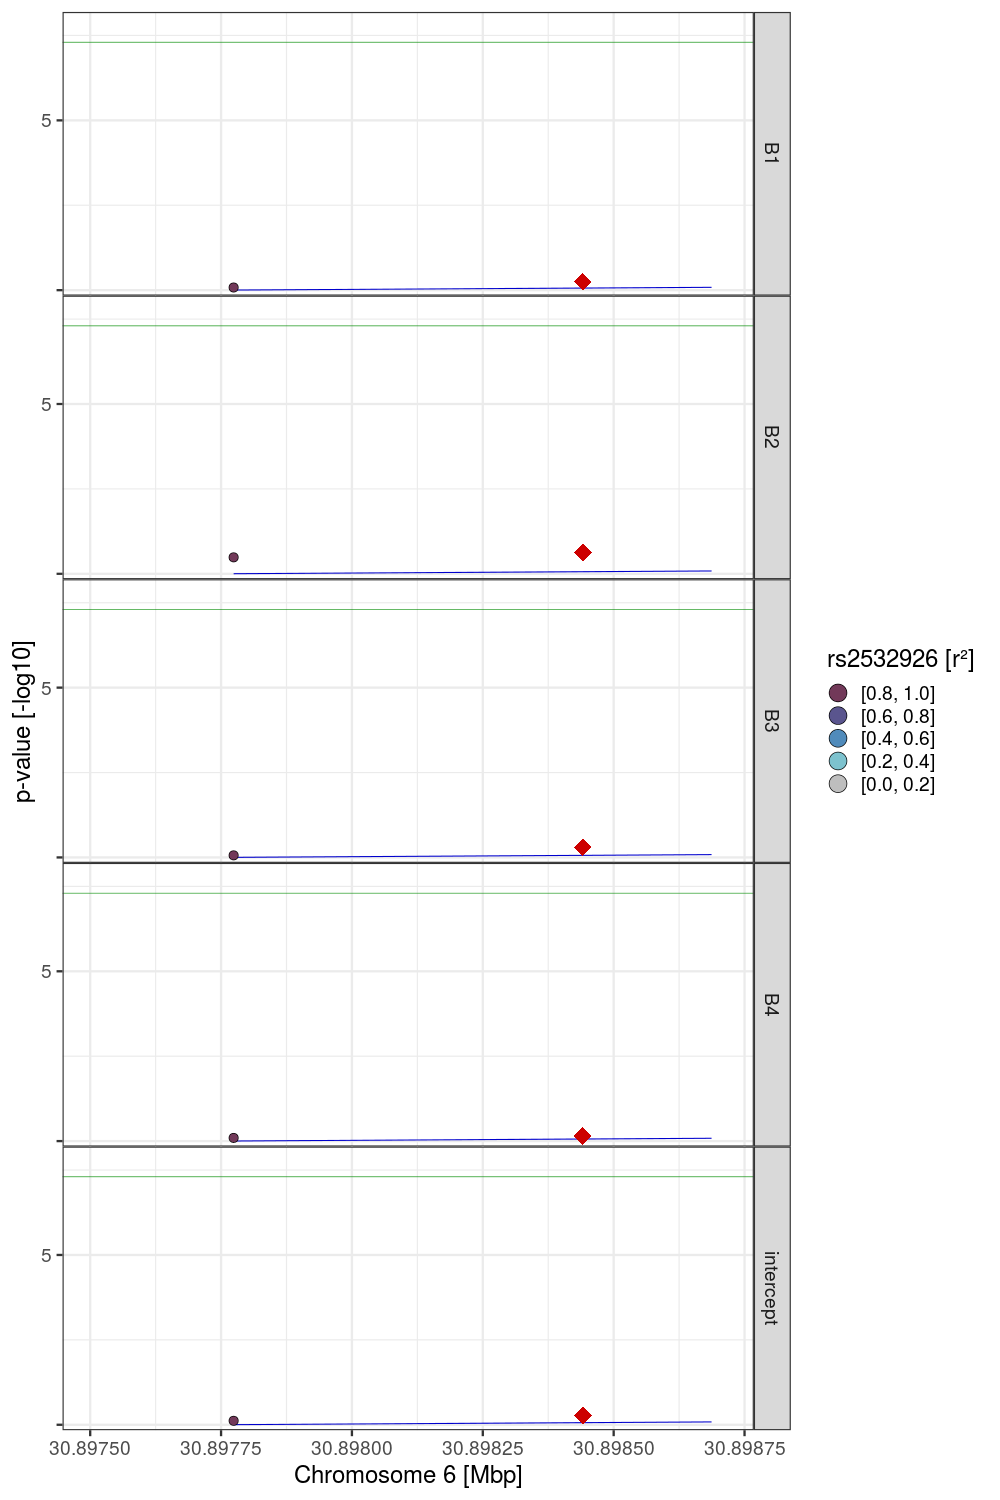 5
B1
5
B2
5
B3
5
B4
5
intercept
p-value [-log10]
30.89750 30.89775 30.89800 30.89825 30.89850 30.89875
Chromosome 6 [Mbp]
rs2532926 [r²]
[0.8, 1.0]
[0.6, 0.8]
[0.4, 0.6]
[0.2, 0.4]
[0.0, 0.2]